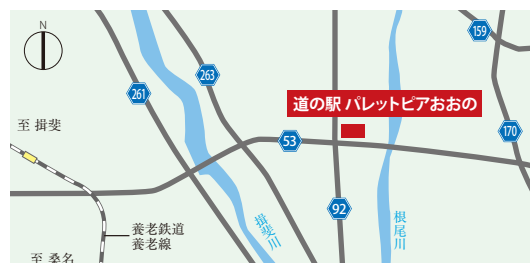 N
159
263
261
道の駅 パレットピアおおの
至 揖斐
170
53
92
揖斐川
根尾川
養老鉄道
養老線
至 桑名